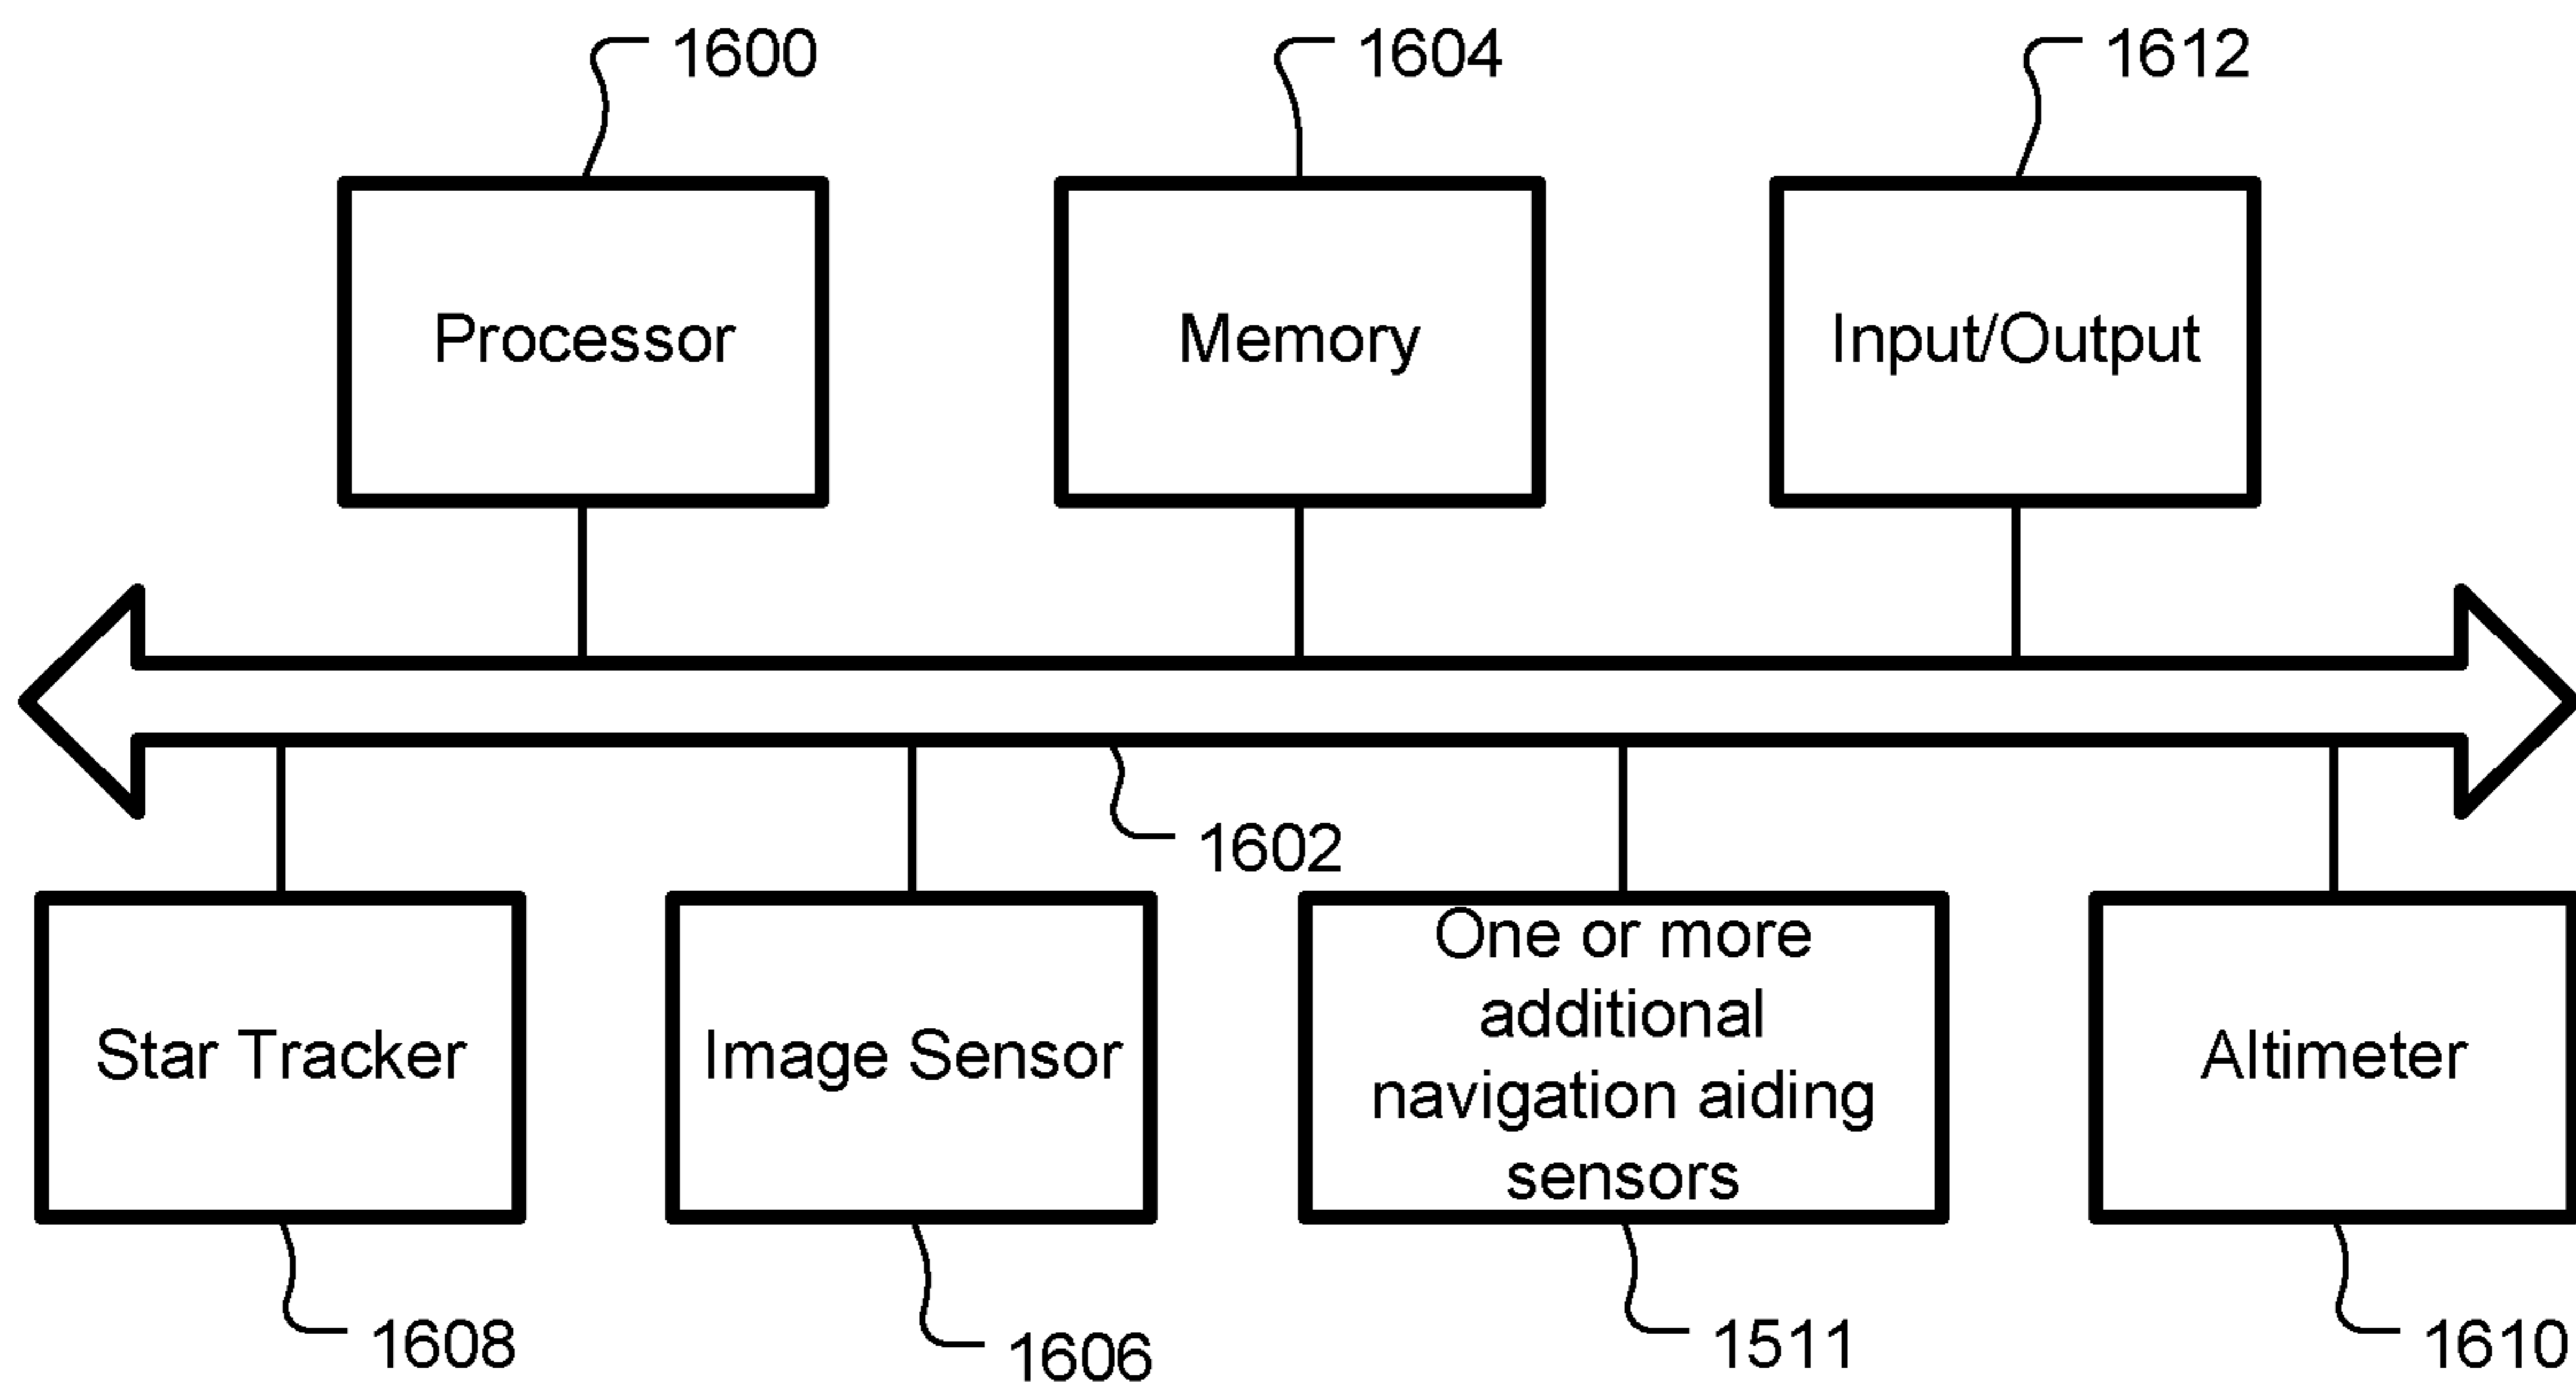 1600
1604
1612
Processor
Memory
Input/Output
1602
Star Tracker
Image Sensor
One or more
additional
navigation aiding
sensors
Altimeter
1608
1606
1511
1610